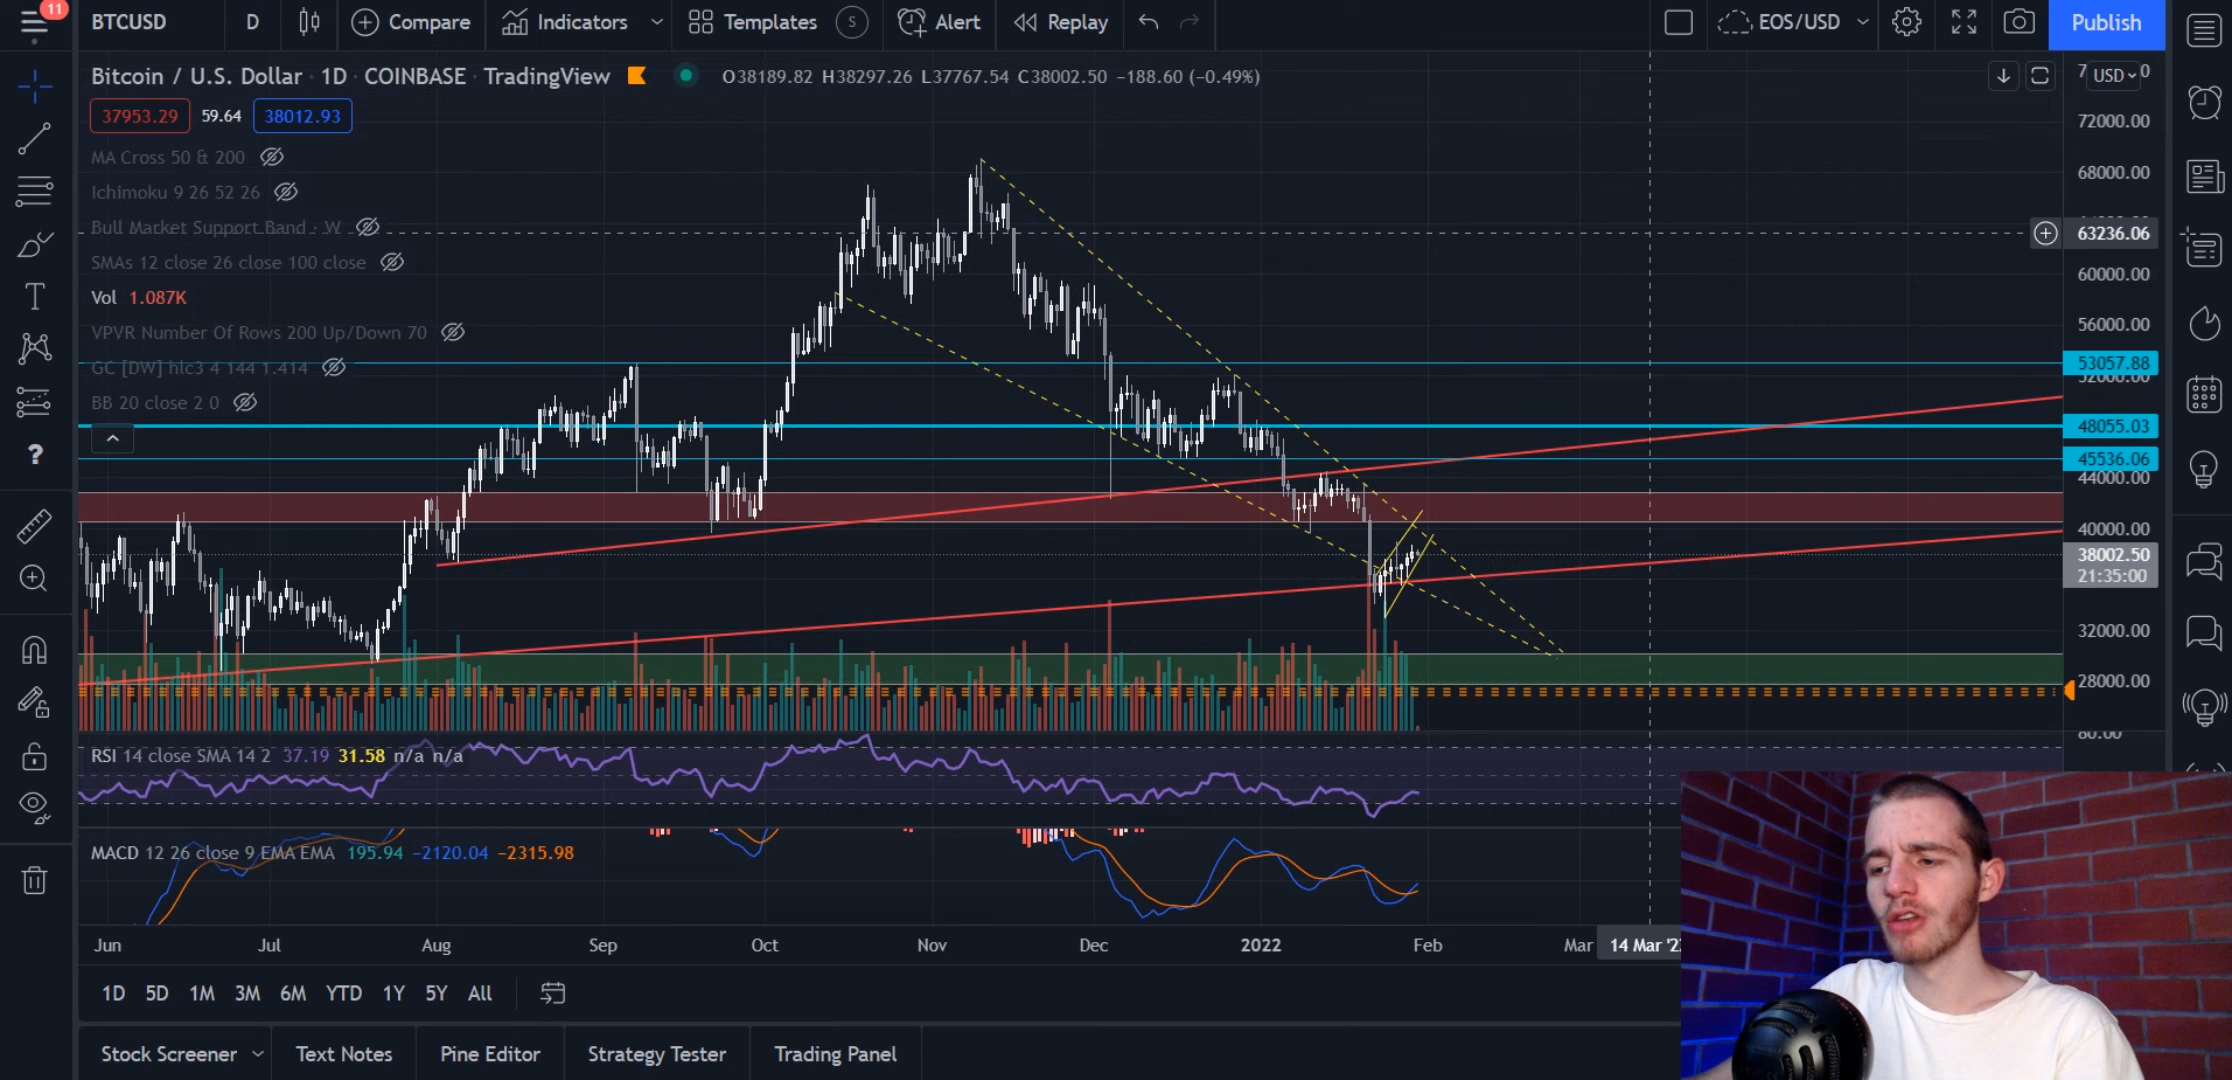 11
BTCUSD D Compare Indicators Templates S Alert Replay EOS/USD Publish
Bitcoin / U.S. Dollar · 1D · COINBASE · TradingView O38189.82 H38297.26 L37767.54 C38002.50 −188.60 (−0.49%)
USD
37953.29 59.64 38012.93
72000.00
MA Cross 50 & 200
68000.00
Ichimoku 9 26 52 26
Bull Market Support Band · W
63236.06
SMAs 12 close 26 close 100 close
60000.00
Vol 1.087K
56000.00
VPVR Number Of Rows 200 Up/Down 70
GC [DW] hlc3 4 144 1.414
53057.88
52000.00
BB 20 close 2 0
48055.03
45536.06
44000.00
40000.00
38002.50
21:35:00
32000.00
28000.00
80.00
RSI 14 close SMA 14 2 37.19 31.58 n/a n/a
MACD 12 26 close 9 EMA EMA 195.94 −2120.04 −2315.98
Jun Jul Aug Sep Oct Nov Dec 2022 Feb Mar 14 Mar '2
1D 5D 1M 3M 6M YTD 1Y 5Y All
Stock Screener Text Notes Pine Editor Strategy Tester Trading Panel